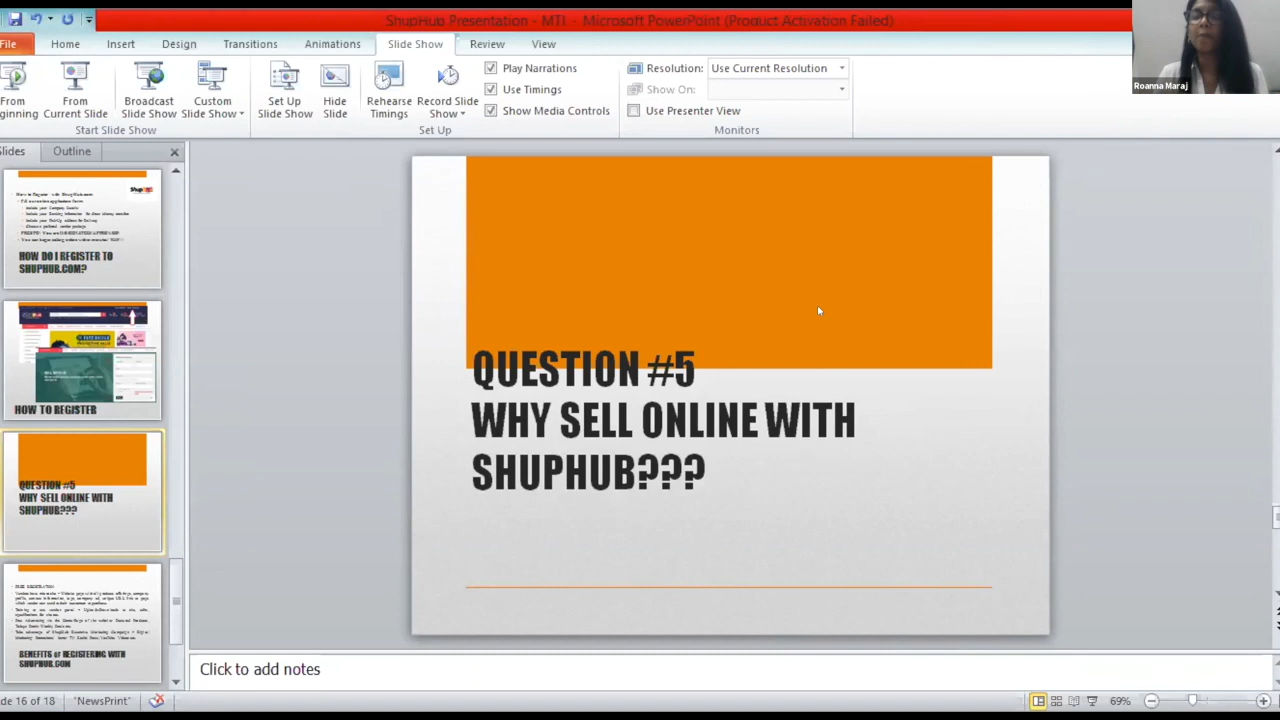 ShupHub Presentation - MTI - Microsoft PowerPoint (Product Activation Failed)
File Home Insert Design Transitions Animations Slide Show Review View
From
ginning
From
Current Slide
Broadcast
Slide Show
Custom
Slide Show
Start Slide Show
Set Up
Slide Show
Hide
Slide
Rehearse
Timings
Record Slide
Show
Play Narrations
Use Timings
Show Media Controls
Set Up
Resolution: Use Current Resolution
Show On:
Use Presenter View
Monitors
Roanna Maraj
Slides Outline
HOW DO I REGISTER TO
SHUPHUB.COM?
HOW TO REGISTER
QUESTION #5
WHY SELL ONLINE WITH
SHUPHUB???
BENEFITS of REGISTERING WITH
SHUPHUB.COM
QUESTION #5
WHY SELL ONLINE WITH
SHUPHUB???
Click to add notes
de 16 of 18 "NewsPrint" 69%